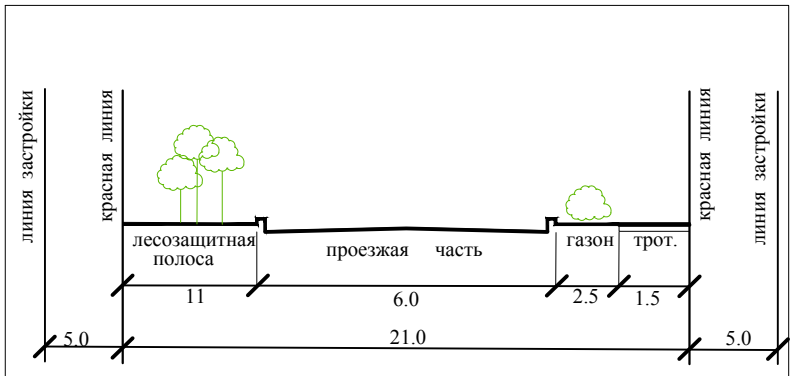 линия застройки
красная линия
красная линия
линия застройки
лесозащитная
полоса
проезжая часть
газон
трот.
11
6.0
2.5
1.5
5.0
21.0
5.0